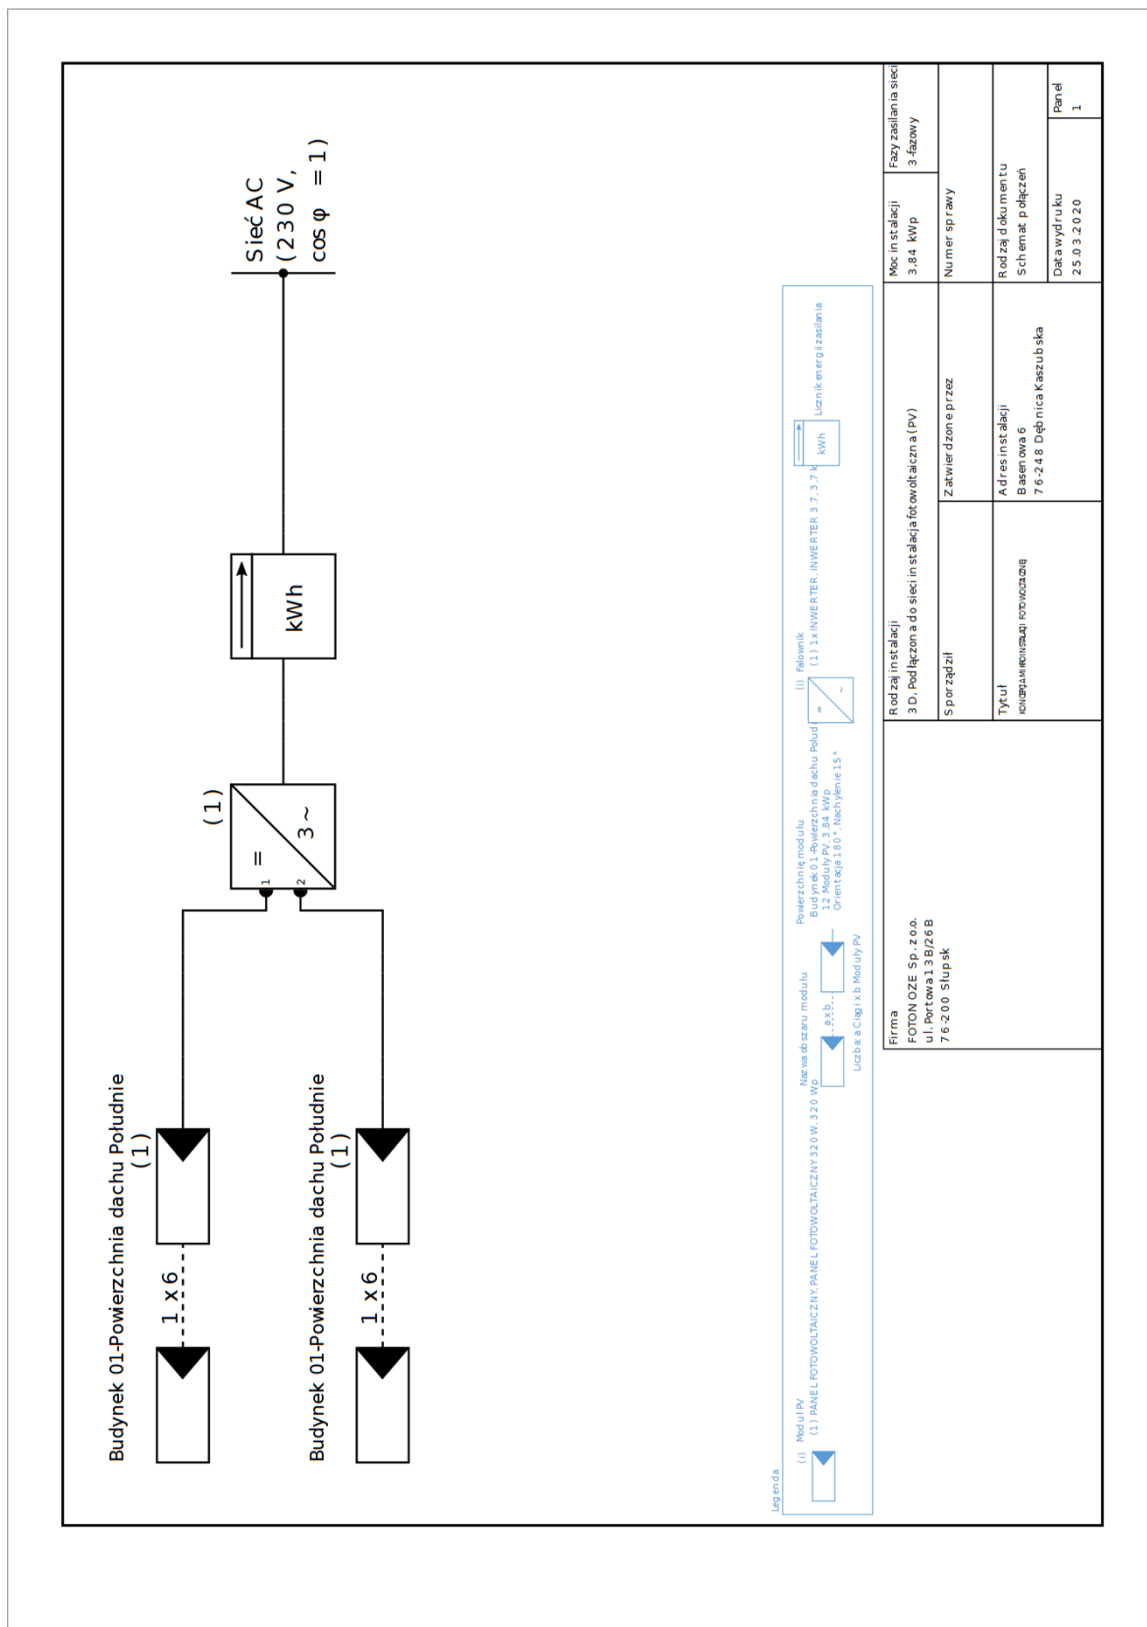 Budynek 01-Powierzchnia dachu Południe
(1)
1 x 6
Budynek 01-Powierzchnia dachu Południe
(1)
1 x 6
(1)
=
3 ~
1
2
kWh
Sieć AC
(230 V,
cos φ = 1)
Legenda
(i) Moduł PV
(1) PANEL FOTOWOLTAICZNY, PANEL FOTOWOLTAICZNY 320 W, 320 Wp
Nazwa obszaru modułu
a x b
Liczba: a Ciągi x b Moduły PV
Powierzchnię modułu
Budynek 01-Powierzchnia dachu Połud
12 Moduły PV, 3,84 kWp
Orientacja 180°, Nachylenie 15°
=
~
(i) Falownik
(1) 1x INWERTER, INWERTER 3.7, 3.7 k
kWh
Licznik energii zasilania
Firma
FOTON OZE Sp. z o.o.
ul. Portowa 13B/26B
76-200 Słupsk
Rodzaj instalacji
3D, Podłączona do sieci instalacja fotowoltaiczna (PV)
Moc instalacji
3,84 kWp
Fazy zasilania sieci
3-fazowy
Sporządził
Zatwierdzone przez
Numer sprawy
Tytuł
KONCEPCJA MIKROINSTALACJI FOTOWOLTAICZNEJ
Adres instalacji
Basenowa 6
76-248 Dębnica Kaszubska
Rodzaj dokumentu
Schemat połączeń
Data wydruku
25.03.2020
Panel
1